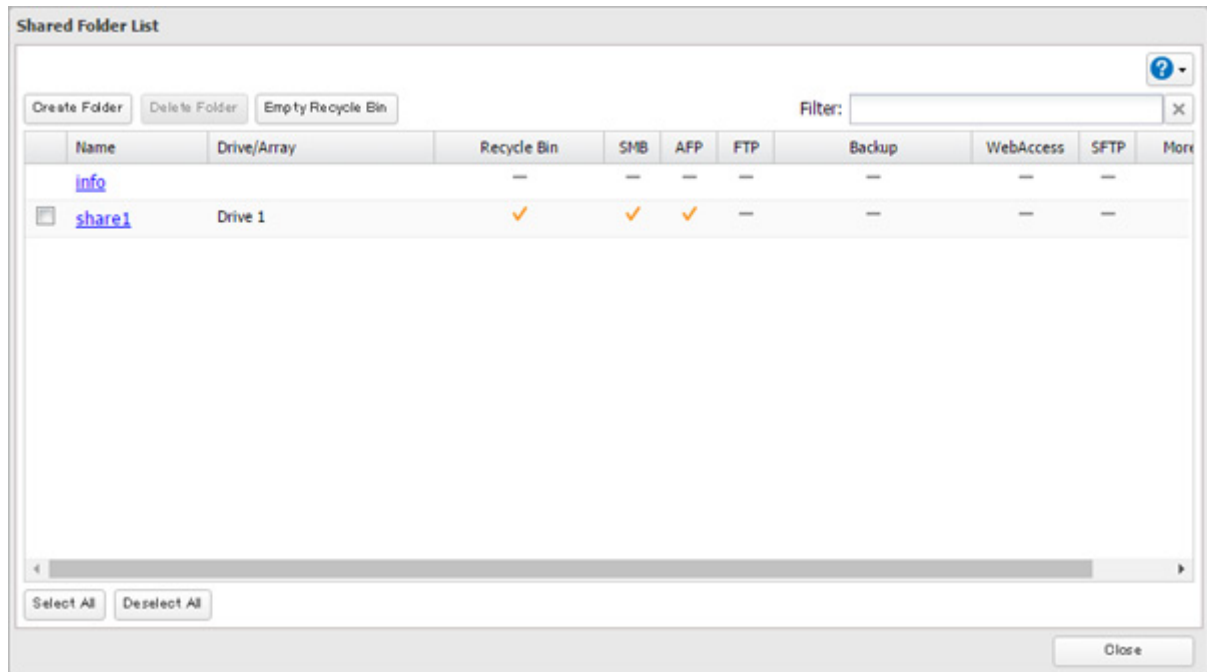 Shared Folder List
Create Folder Delete Folder Empty Recycle Bin Filter:
Name Drive/Array Recycle Bin SMB AFP FTP Backup WebAccess SFTP More
info — — — — — — —
share1 Drive 1 ✓ ✓ ✓ — — — —
Select All Deselect All
Close